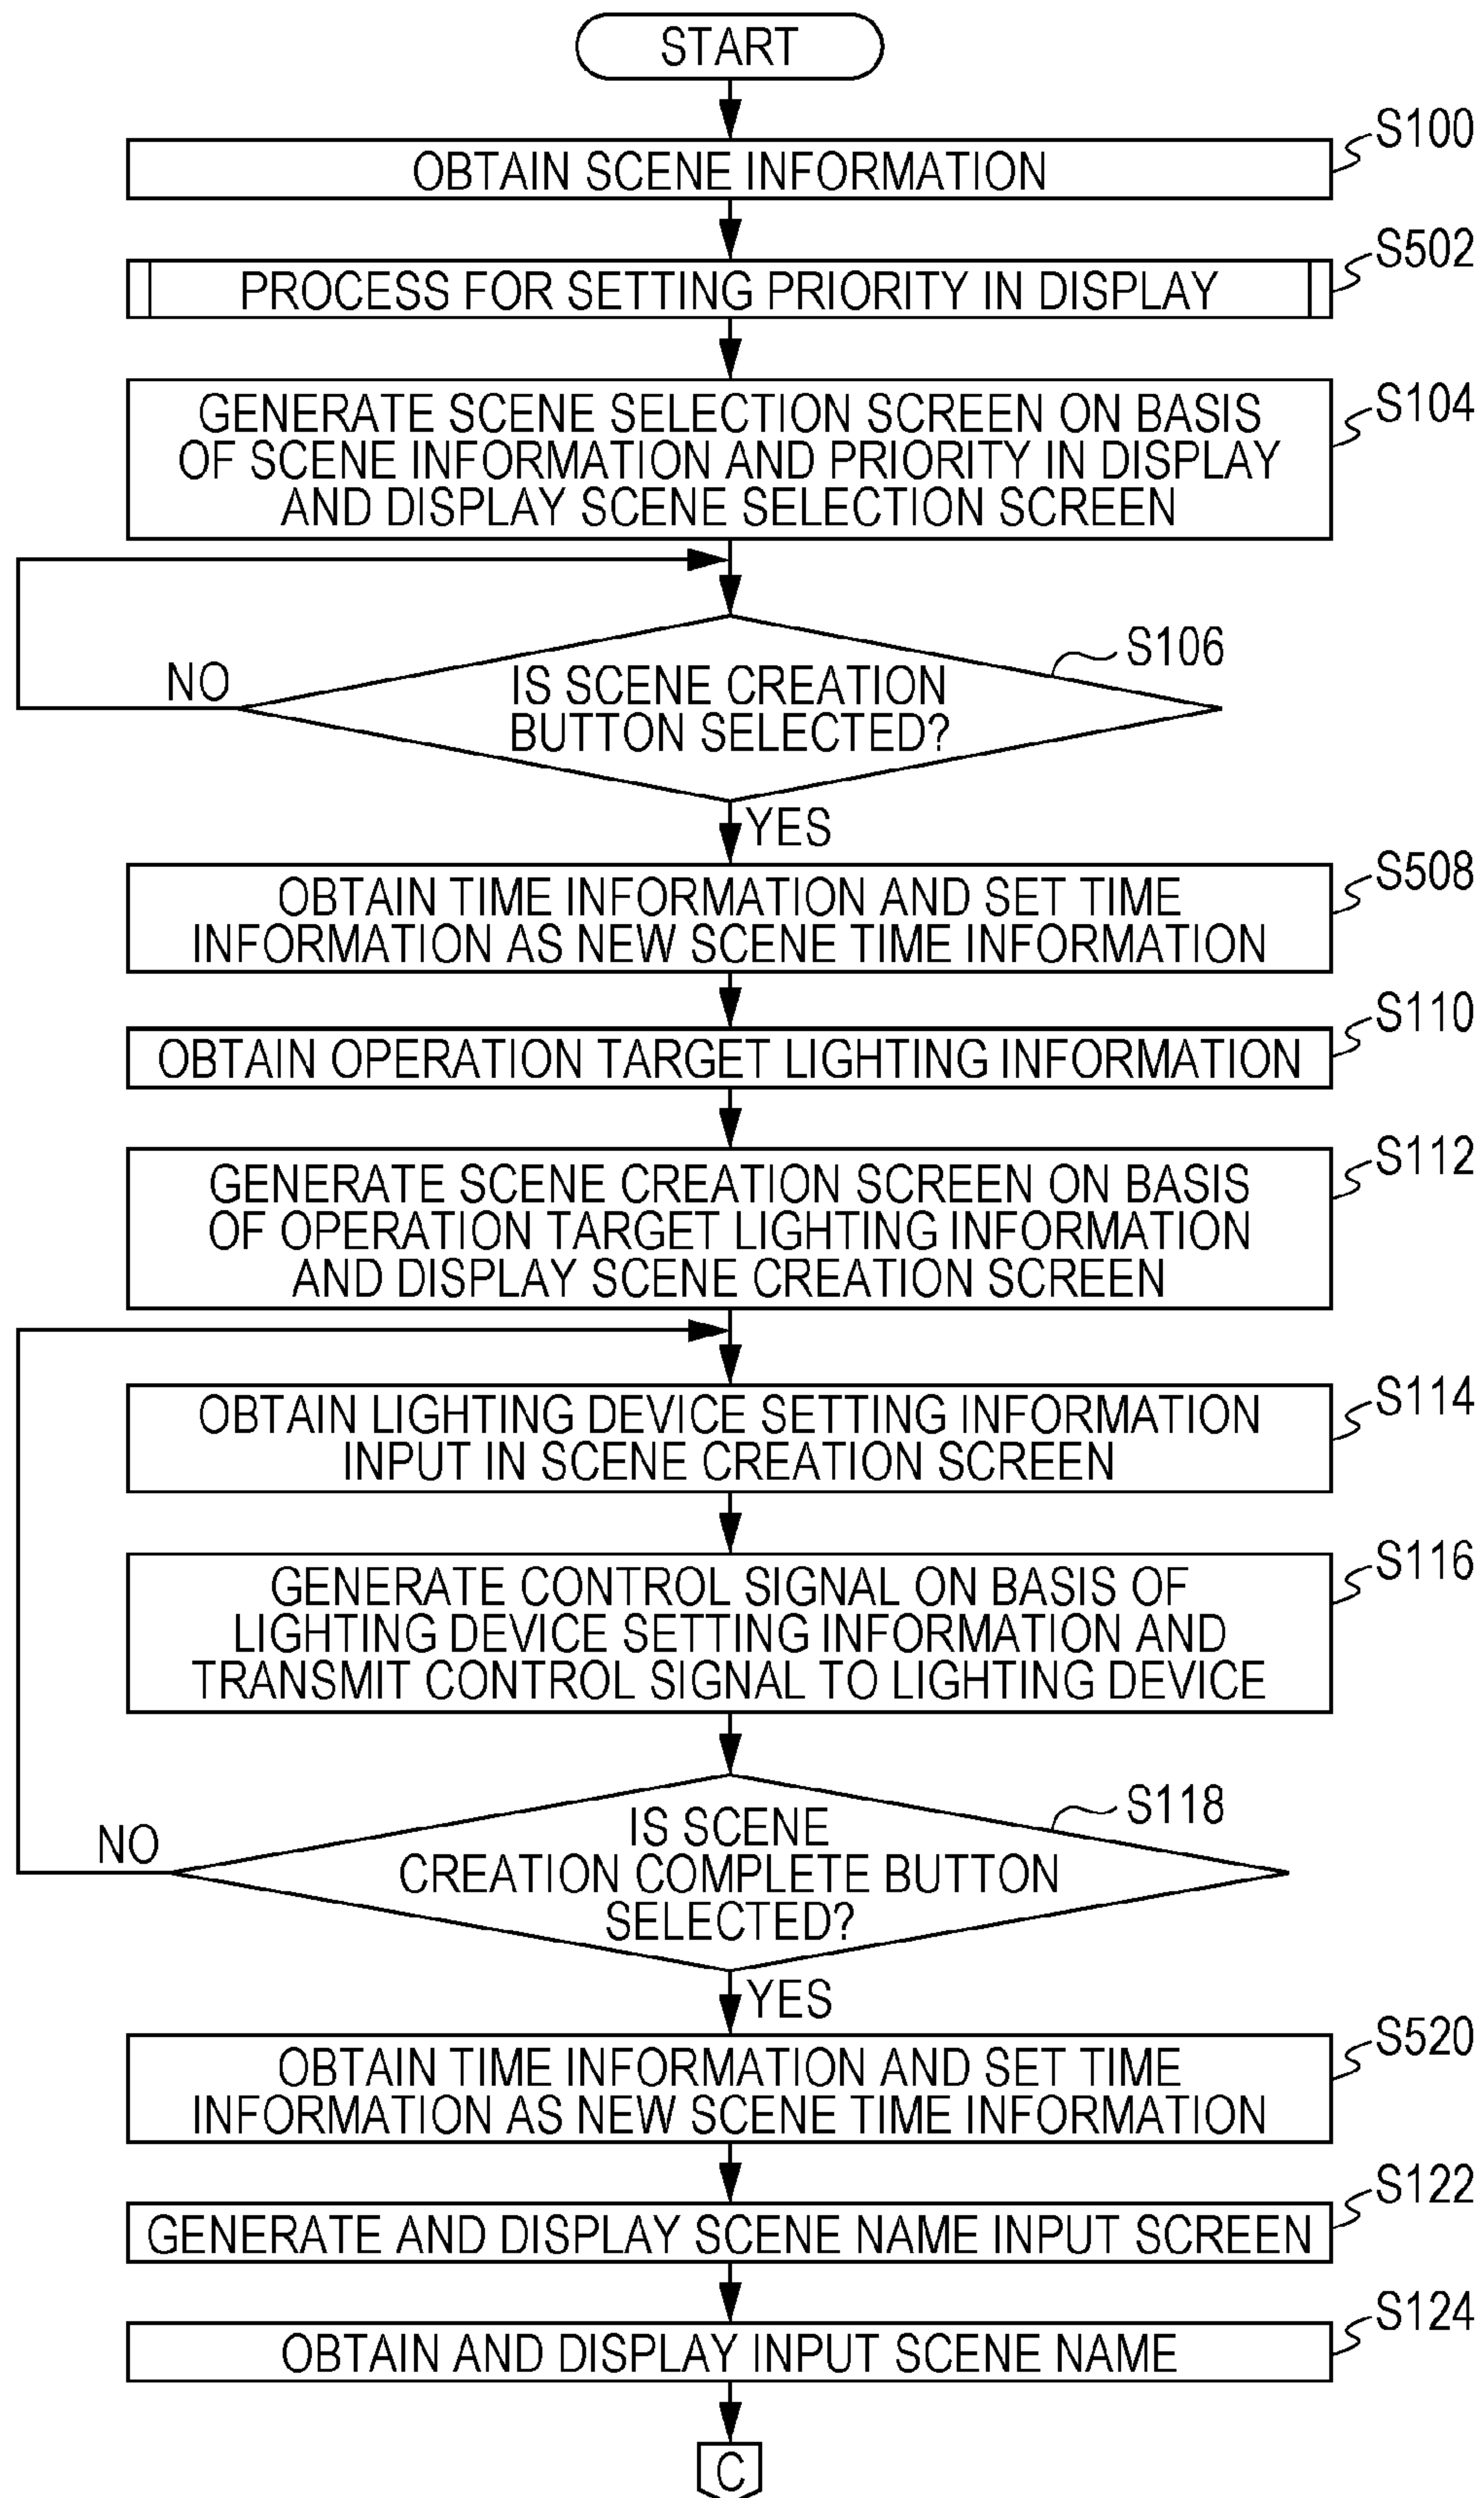 START
S100
OBTAIN SCENE INFORMATION
S502
PROCESS FOR SETTING PRIORITY IN DISPLAY
S104
GENERATE SCENE SELECTION SCREEN ON BASIS
OF SCENE INFORMATION AND PRIORITY IN DISPLAY
AND DISPLAY SCENE SELECTION SCREEN
S106
NO
IS SCENE CREATION
BUTTON SELECTED?
YES
S508
OBTAIN TIME INFORMATION AND SET TIME
INFORMATION AS NEW SCENE TIME INFORMATION
S110
OBTAIN OPERATION TARGET LIGHTING INFORMATION
S112
GENERATE SCENE CREATION SCREEN ON BASIS
OF OPERATION TARGET LIGHTING INFORMATION
AND DISPLAY SCENE CREATION SCREEN
S114
OBTAIN LIGHTING DEVICE SETTING INFORMATION
INPUT IN SCENE CREATION SCREEN
S116
GENERATE CONTROL SIGNAL ON BASIS OF
LIGHTING DEVICE SETTING INFORMATION AND
TRANSMIT CONTROL SIGNAL TO LIGHTING DEVICE
S118
NO
IS SCENE
CREATION COMPLETE BUTTON
SELECTED?
YES
S520
OBTAIN TIME INFORMATION AND SET TIME
INFORMATION AS NEW SCENE TIME INFORMATION
S122
GENERATE AND DISPLAY SCENE NAME INPUT SCREEN
S124
OBTAIN AND DISPLAY INPUT SCENE NAME
C